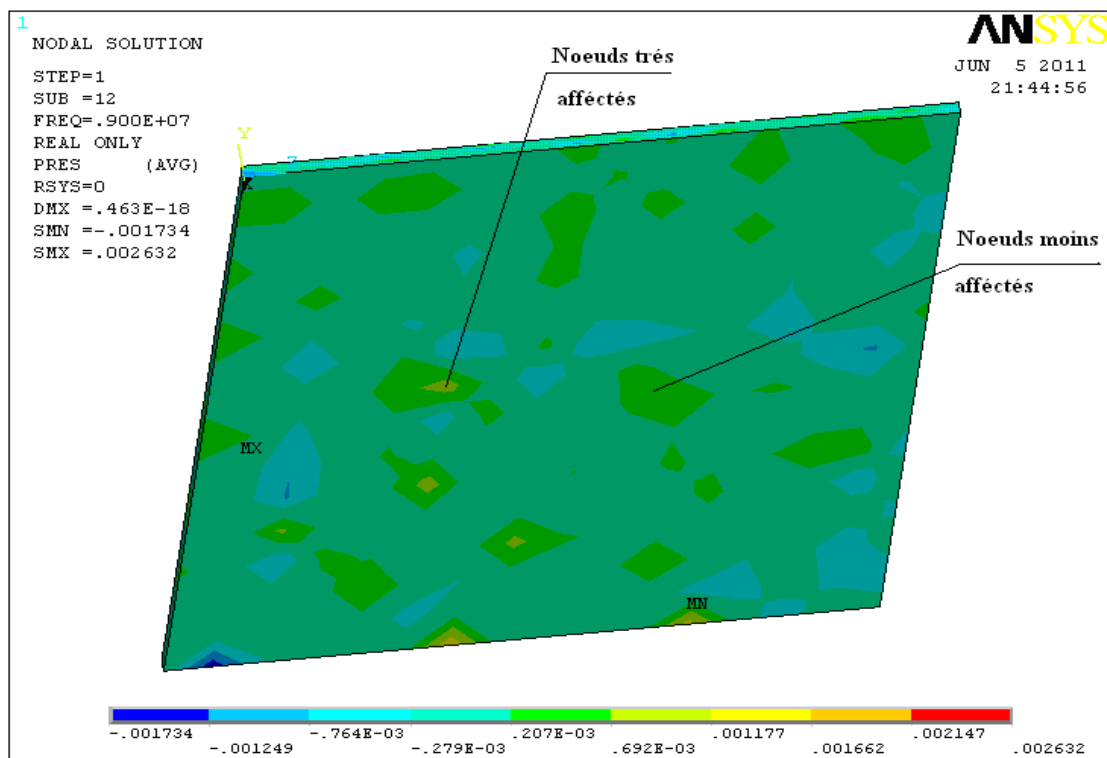 1
NODAL SOLUTION
STEP=1
SUB =12
FREQ=.900E+07
REAL ONLY
PRES (AVG)
RSYS=0
DMX =.463E-18
SMN =-.001734
SMX =.002632
ANSYS
JUN 5 2011
21:44:56
Noeuds trés
afféctés
Noeuds moins
afféctés
Y
Z
X
MX
MN
-.001734
-.001249
-.764E-03
-.279E-03
.207E-03
.692E-03
.001177
.001662
.002147
.002632